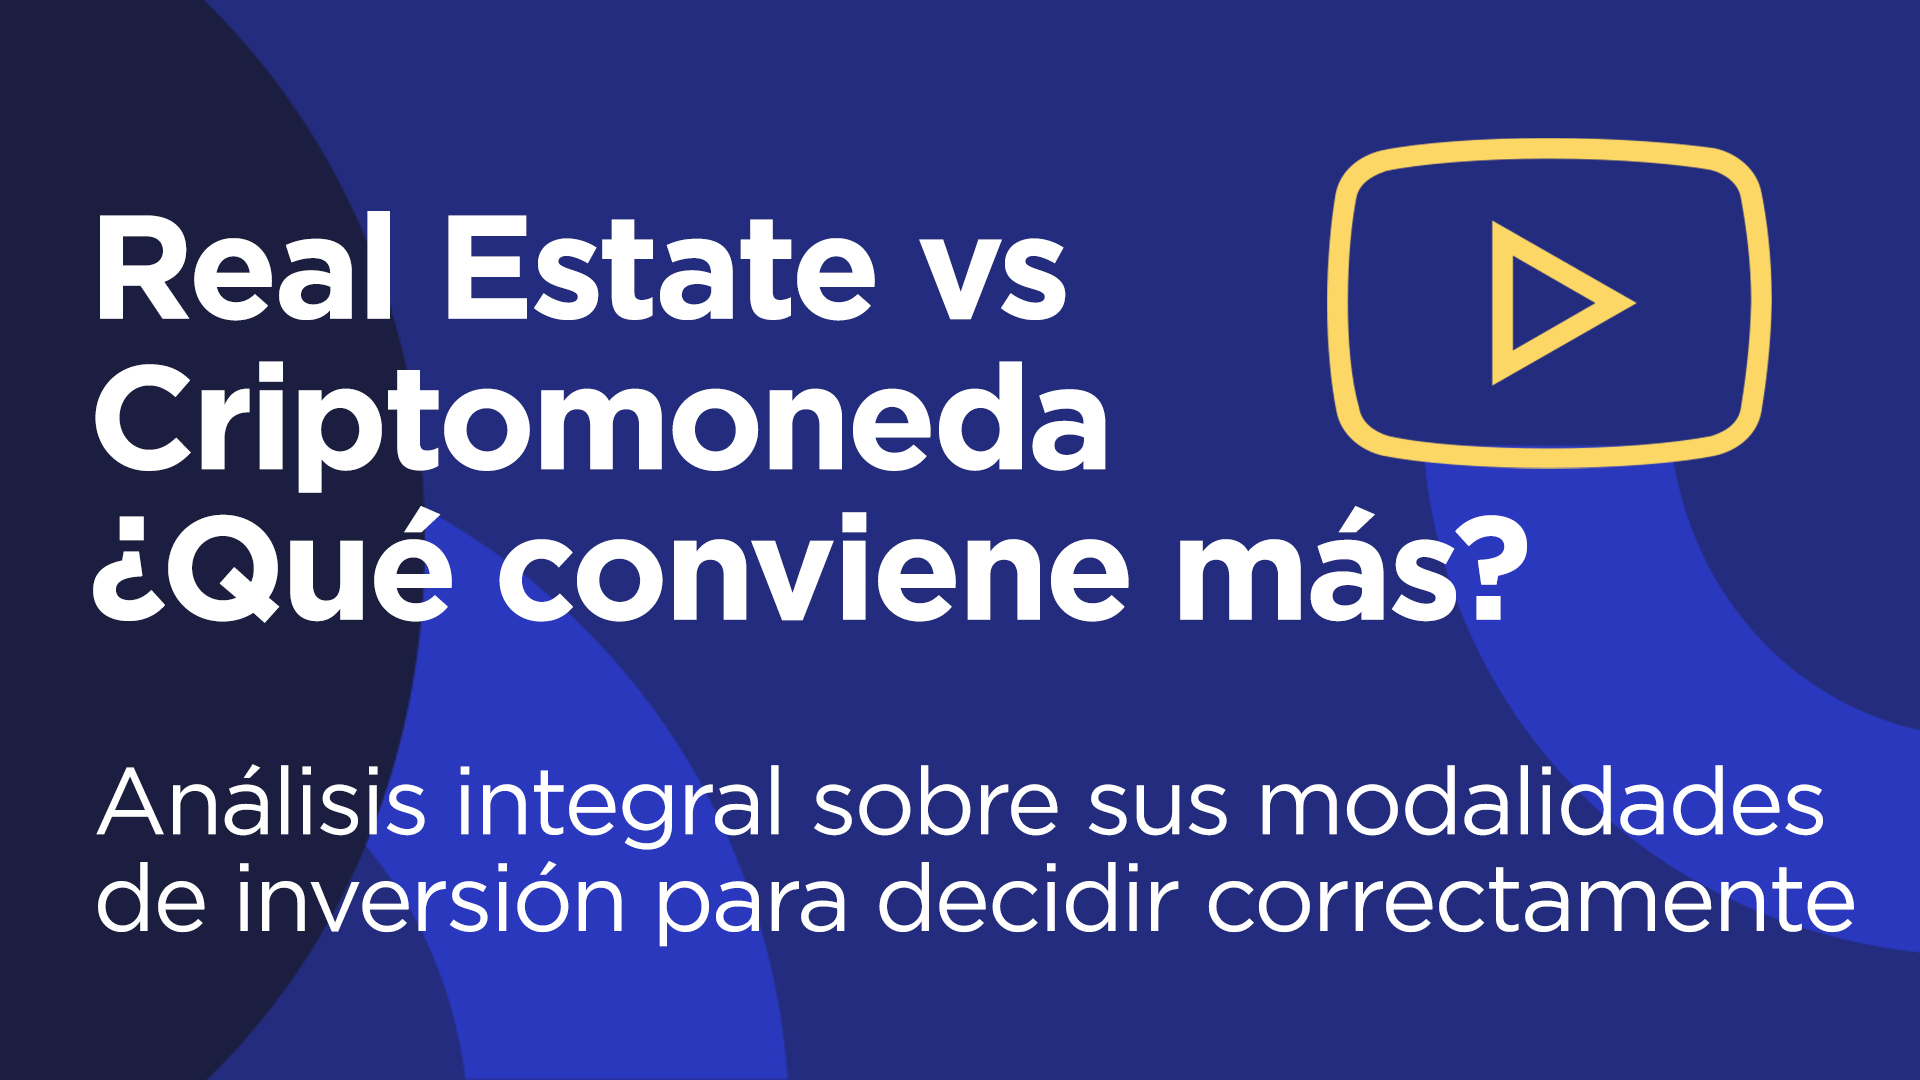 Real Estate vs
Criptomoneda
¿Qué conviene más?
Análisis integral sobre sus modalidades
de inversión para decidir correctamente